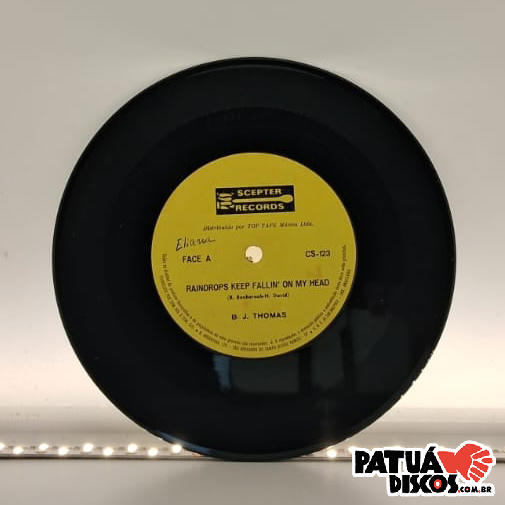 SCEPTER
RECORDS
Distribuido por TOP TAPE Música Ltda.
Eliana
FACE A
CS-123
RAINDROPS KEEP FALLIN' ON MY HEAD
(B. Bacharach-H. David)
B. J. THOMAS
PATUÁ
DISCOS.COM.BR